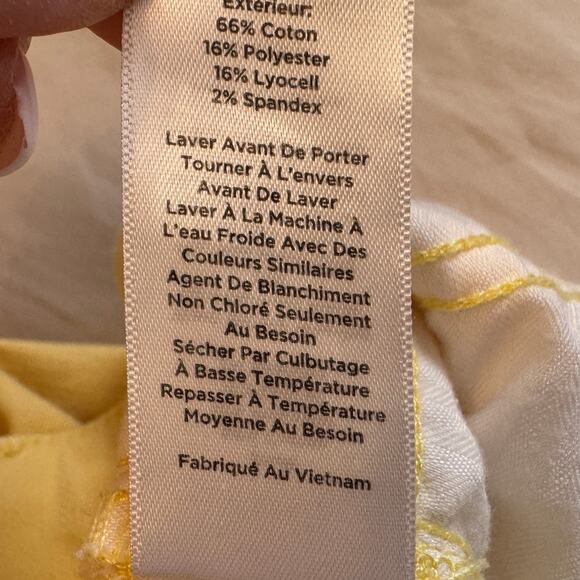 Extérieur:
66% Coton
16% Polyester
16% Lyocell
2% Spandex
Laver Avant De Porter
Tourner À L'envers
Avant De Laver
Laver À La Machine À
L'eau Froide Avec Des
Couleurs Similaires
Agent De Blanchiment
Non Chloré Seulement
Au Besoin
Sécher Par Culbutage
À Basse Température
Repasser À Température
Moyenne Au Besoin
Fabriqué Au Vietnam